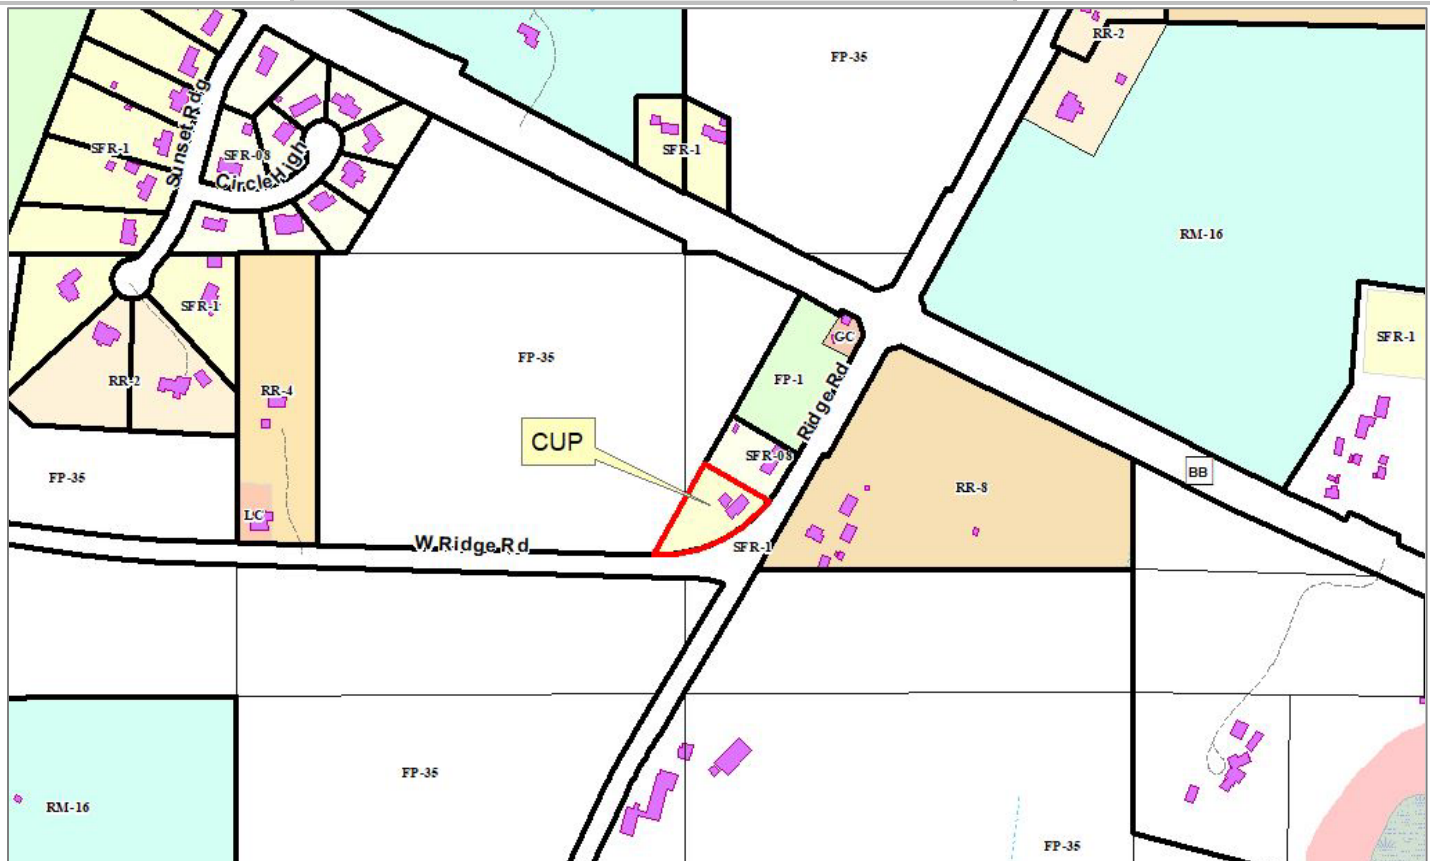 RR-2
FP-35
Sunset Rdg
SFR-1
SFR-08
SFR-1
Circle High
RM-16
SFR-1
SFR-1
GC
FP-35
FP-1
RR-2
RR-4
Ridge Rd
CUP
SFR-08
FP-35
BB
RR-8
LC
W Ridge Rd
SFR-1
FP-35
RM-16
FP-35